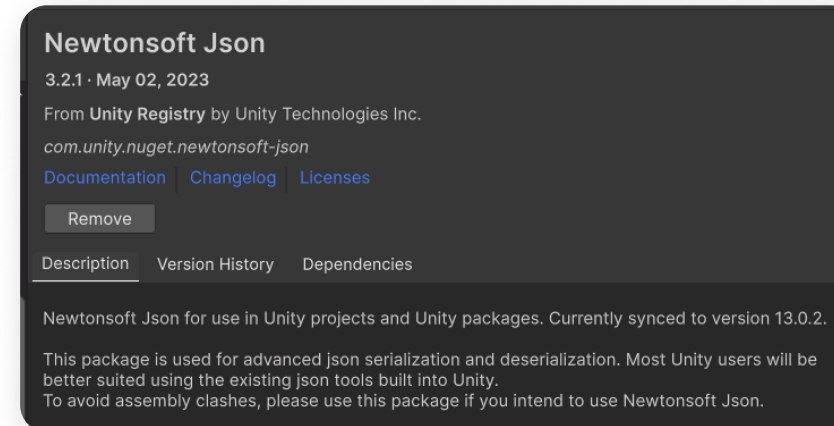 Newtonsoft Json
3.2.1 · May 02, 2023
From Unity Registry by Unity Technologies Inc.
com.unity.nuget.newtonsoft-json
Documentation Changelog Licenses
Remove
Description Version History Dependencies
Newtonsoft Json for use in Unity projects and Unity packages. Currently synced to version 13.0.2.
This package is used for advanced json serialization and deserialization. Most Unity users will be
better suited using the existing json tools built into Unity.
To avoid assembly clashes, please use this package if you intend to use Newtonsoft Json.